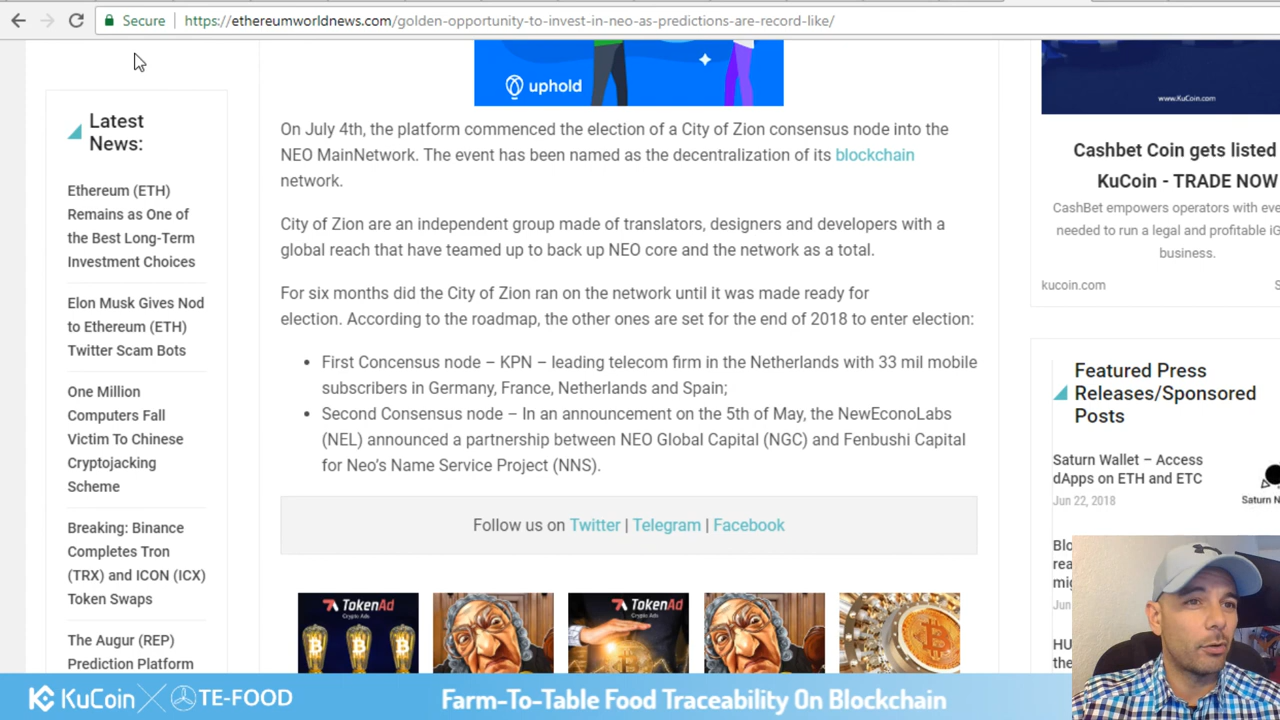 Secure
https://ethereumworldnews.com/golden-opportunity-to-invest-in-neo-as-predictions-are-record-like/
Latest
News:
Ethereum (ETH)
Remains as One of
the Best Long-Term
Investment Choices
Elon Musk Gives Nod
to Ethereum (ETH)
Twitter Scam Bots
One Million
Computers Fall
Victim To Chinese
Cryptojacking
Scheme
Breaking: Binance
Completes Tron
(TRX) and ICON (ICX)
Token Swaps
The Augur (REP)
Prediction Platform
uphold
On July 4th, the platform commenced the election of a City of Zion consensus node into the
NEO MainNetwork. The event has been named as the decentralization of its blockchain
network.
City of Zion are an independent group made of translators, designers and developers with a
global reach that have teamed up to back up NEO core and the network as a total.
For six months did the City of Zion ran on the network until it was made ready for
election. According to the roadmap, the other ones are set for the end of 2018 to enter election:
• First Concensus node – KPN – leading telecom firm in the Netherlands with 33 mil mobile
subscribers in Germany, France, Netherlands and Spain;
• Second Consensus node – In an announcement on the 5th of May, the NewEconoLabs
(NEL) announced a partnership between NEO Global Capital (NGC) and Fenbushi Capital
for Neo's Name Service Project (NNS).
Follow us on Twitter | Telegram | Facebook
TokenAd
Crypto Ads
TokenAd
Crypto Ads
www.KuCoin.com
Cashbet Coin gets listed
KuCoin - TRADE NOW
CashBet empowers operators with eve
needed to run a legal and profitable iG
business.
kucoin.com
S
Featured Press
Releases/Sponsored
Posts
Saturn Wallet – Access
dApps on ETH and ETC
Jun 22, 2018
Saturn N
Blo
rea
mig
Jun
HU
the
KuCoin TE-FOOD
Farm-To-Table Food Traceability On Blockchain